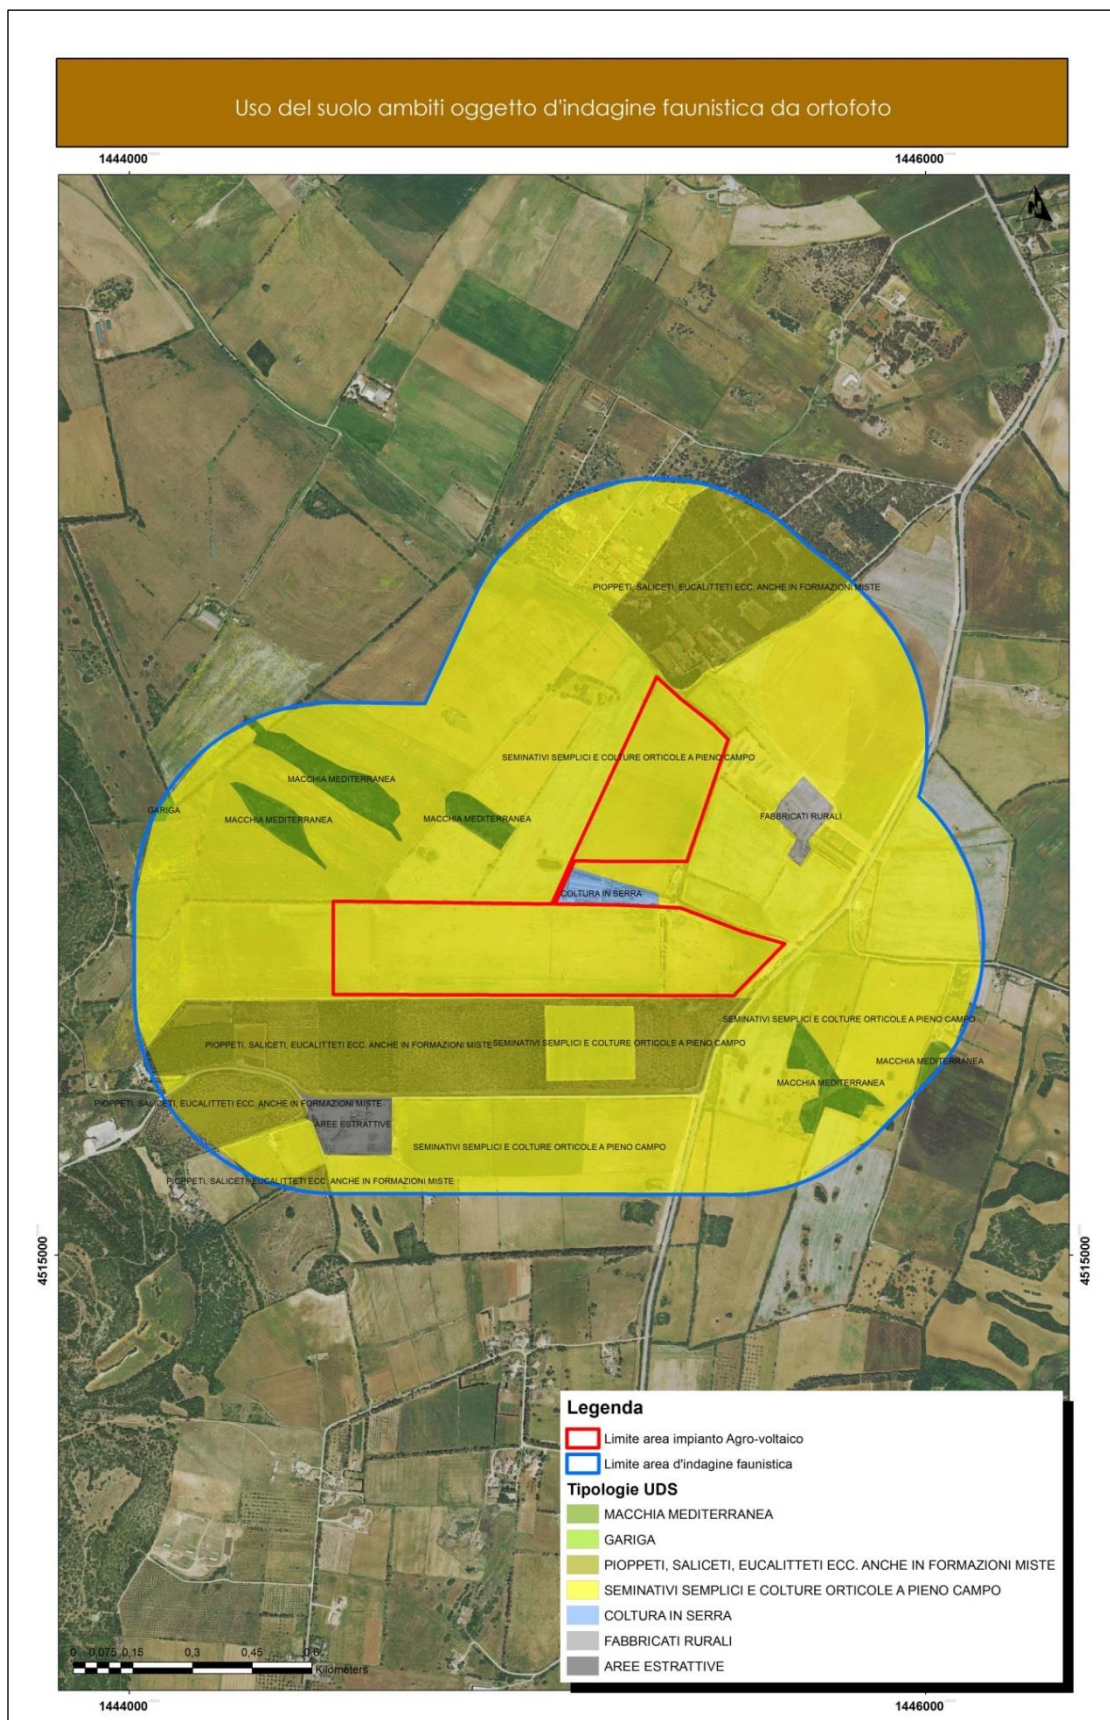 Uso del suolo ambiti oggetto d'indagine faunistica da ortofoto
1444000
1446000
PIOPPETI, SALICETI, EUCALITTETI ECC. ANCHE IN FORMAZIONI MISTE
SEMINATIVI SEMPLICI E COLTURE ORTICOLE A PIENO CAMPO
MACCHIA MEDITERRANEA
GARIGA
MACCHIA MEDITERRANEA
MACCHIA MEDITERRANEA
FABBRICATI RURALI
COLTURA IN SERRA
SEMINATIVI SEMPLICI E COLTURE ORTICOLE A PIENO CAMPO
PIOPPETI, SALICETI, EUCALITTETI ECC. ANCHE IN FORMAZIONI MISTE
SEMINATIVI SEMPLICI E COLTURE ORTICOLE A PIENO CAMPO
MACCHIA MEDITERRANEA
MACCHIA MEDITERRANEA
PIOPPETI, SALICETI, EUCALITTETI ECC. ANCHE IN FORMAZIONI MISTE
AREE ESTRATTIVE
SEMINATIVI SEMPLICI E COLTURE ORTICOLE A PIENO CAMPO
PIOPPETI, SALICETI, EUCALITTETI ECC. ANCHE IN FORMAZIONI MISTE
4515000
4515000
Legenda
Limite area impianto Agro-voltaico
Limite area d'indagine faunistica
Tipologie UDS
MACCHIA MEDITERRANEA
GARIGA
PIOPPETI, SALICETI, EUCALITTETI ECC. ANCHE IN FORMAZIONI MISTE
SEMINATIVI SEMPLICI E COLTURE ORTICOLE A PIENO CAMPO
COLTURA IN SERRA
FABBRICATI RURALI
AREE ESTRATTIVE
0 0,075 0,15 0,3 0,45 0,6
Kilometers
1444000
1446000